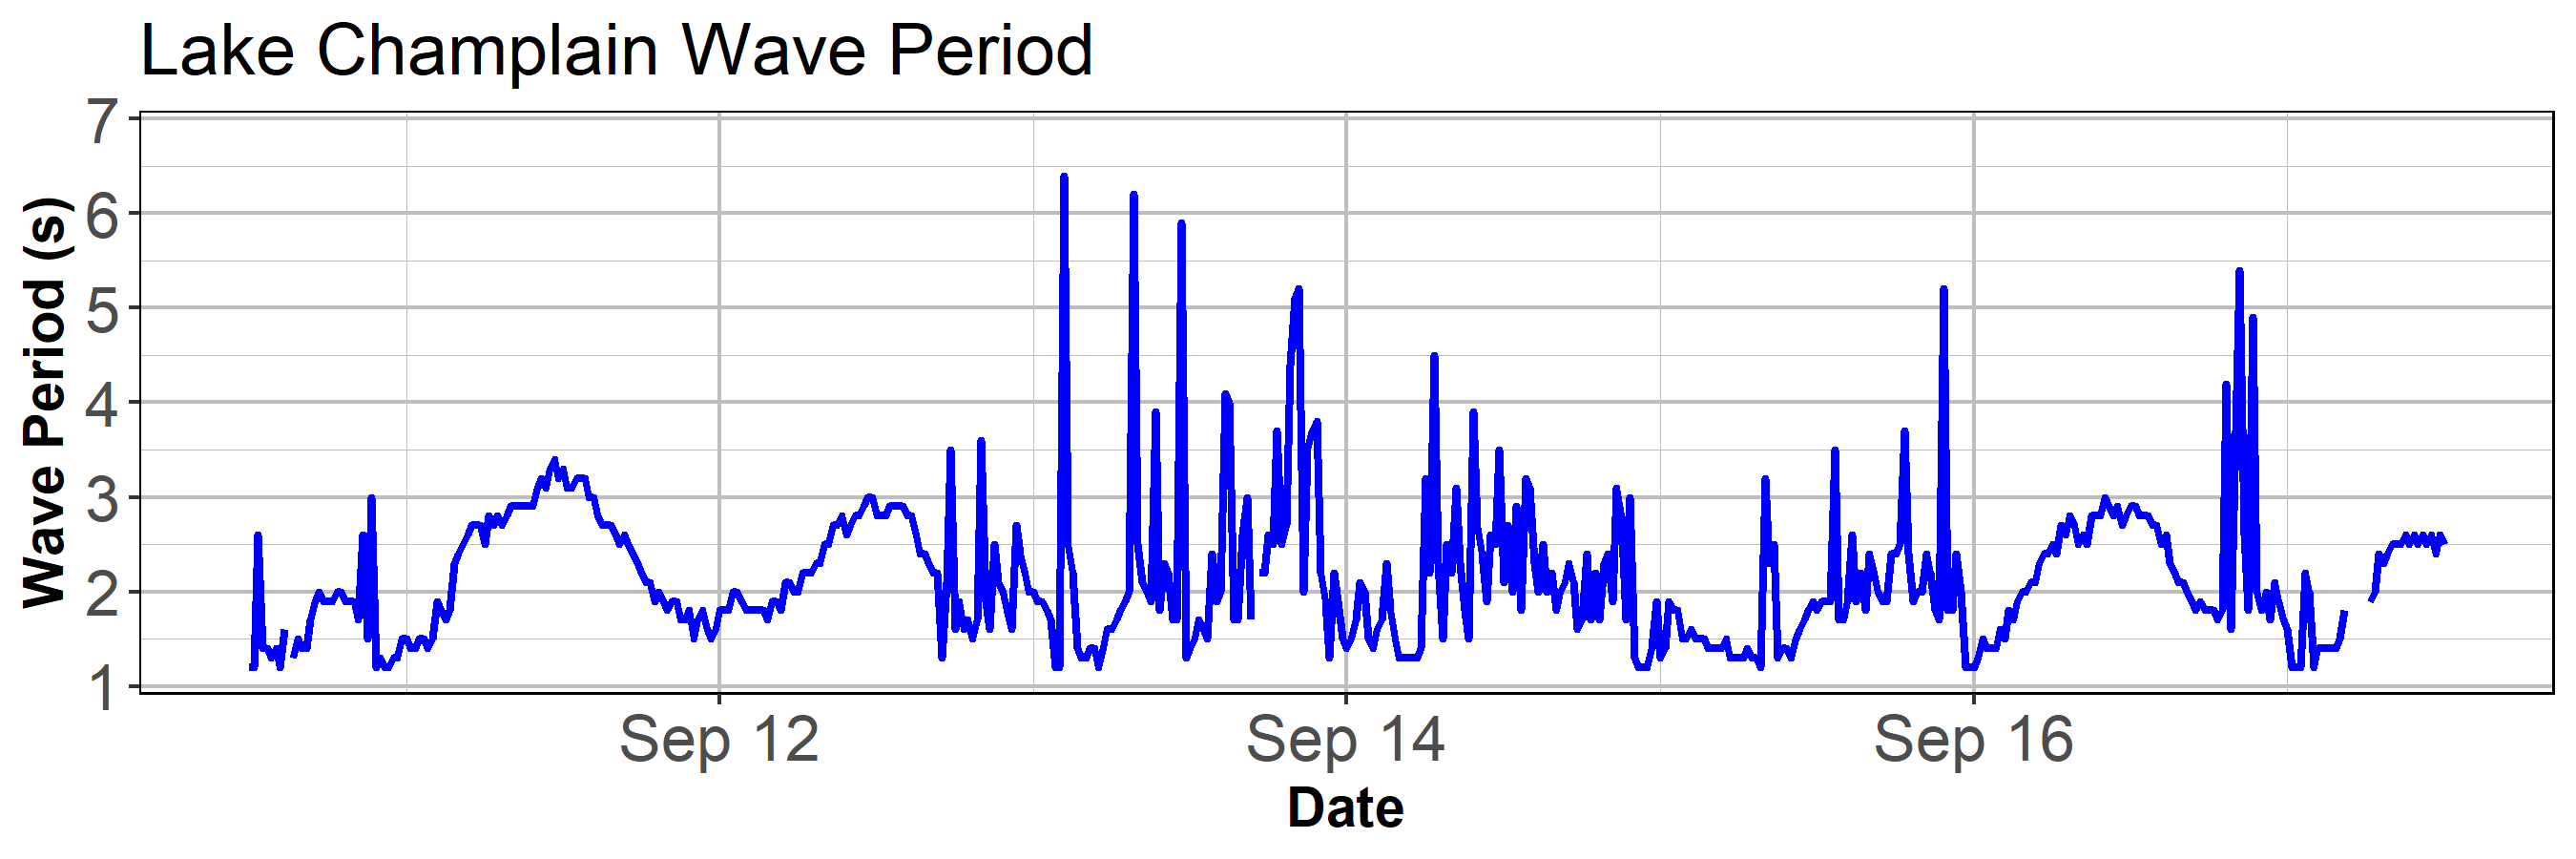 Lake Champlain Wave Period
Wave Period (s)
7
6
5
4
3
2
1
Sep 12
Sep 14
Sep 16
Date